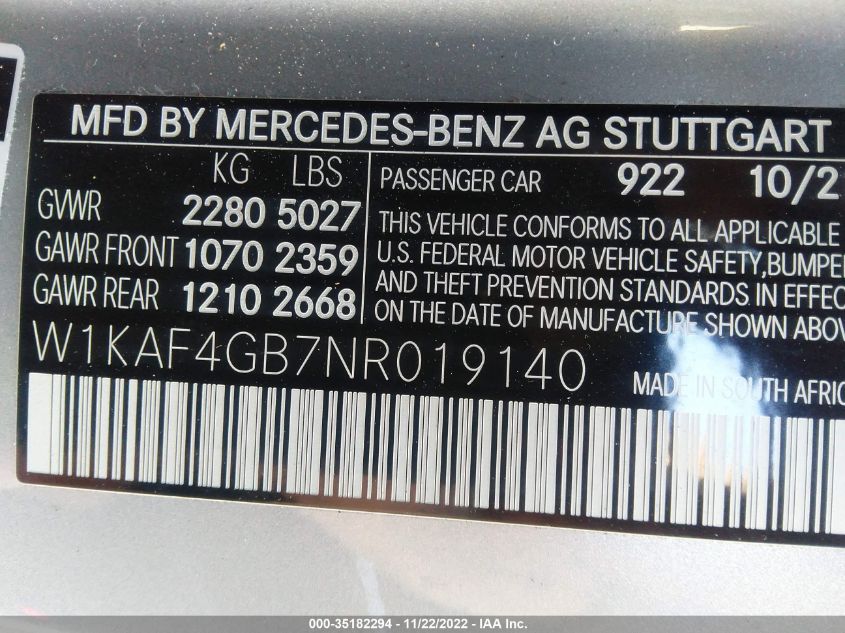 MFD BY MERCEDES-BENZ AG STUTTGART
KG LBS
GVWR 2280 5027
GAWR FRONT 1070 2359
GAWR REAR 1210 2668
PASSENGER CAR 922 10/2
THIS VEHICLE CONFORMS TO ALL APPLICABLE
U.S. FEDERAL MOTOR VEHICLE SAFETY, BUMPER
AND THEFT PREVENTION STANDARDS IN EFFEC
ON THE DATE OF MANUFACTURE SHOWN ABOV
W1KAF4GB7NR019140
MADE IN SOUTH AFRIC
000-35182294 - 11/22/2022 - IAA Inc.